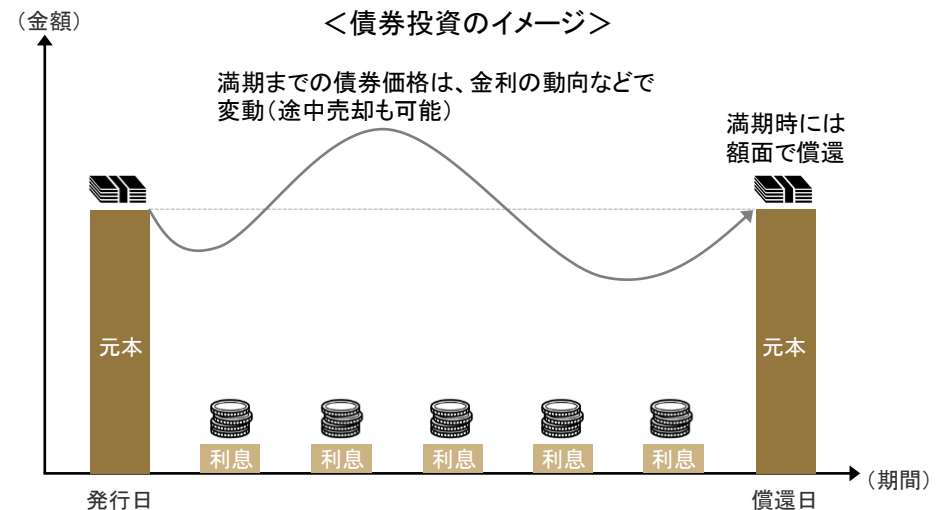 （金額）
＜債券投資のイメージ＞
満期までの債券価格は、金利の動向などで
変動（途中売却も可能）
満期時には
額面で償還
元本
元本
利息
利息
利息
利息
利息
（期間）
発行日
償還日